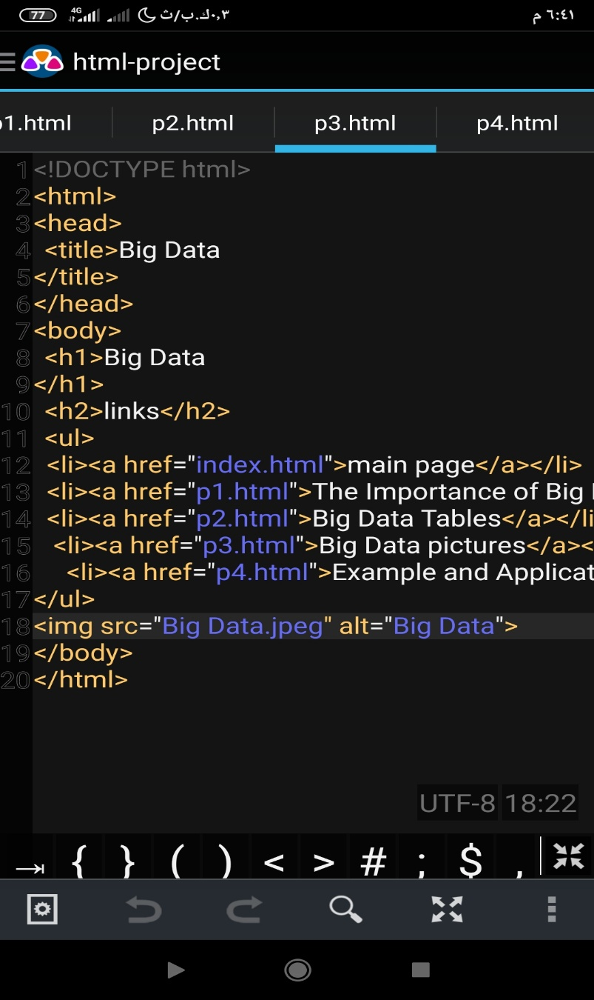 77 4G ٠٫٣ك.ب/ث ٦:٤١ م
html-project
p1.html p2.html p3.html p4.html
1 <!DOCTYPE html>
2 <html>
3 <head>
4 <title>Big Data
5 </title>
6 </head>
7 <body>
8 <h1>Big Data
9 </h1>
10 <h2>links</h2>
11 <ul>
12 <li><a href="index.html">main page</a></li>
13 <li><a href="p1.html">The Importance of Big
14 <li><a href="p2.html">Big Data Tables</a></li
15 <li><a href="p3.html">Big Data pictures</a><
16 <li><a href="p4.html">Example and Applicat
17 </ul>
18 <img src="Big Data.jpeg" alt="Big Data">
19 </body>
20 </html>
UTF-8 18:22
{ } ( ) < > # ; $ ,